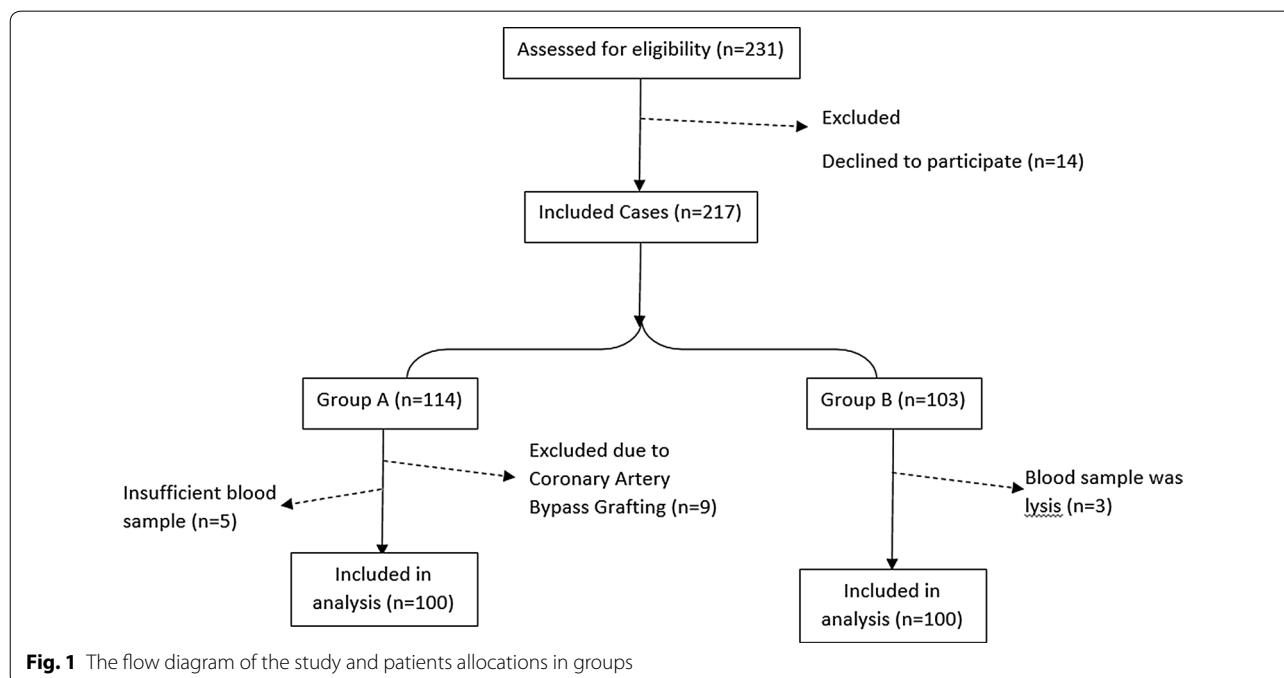 Assessed for eligibility (n=231)
Excluded
Declined to participate (n=14)
Included Cases (n=217)
Group A (n=114)
Group B (n=103)
Excluded due to
Coronary Artery
Bypass Grafting (n=9)
Insufficient blood
sample (n=5)
Blood sample was
lysis (n=3)
Included in
analysis (n=100)
Included in
analysis (n=100)
Fig. 1 The flow diagram of the study and patients allocations in groups